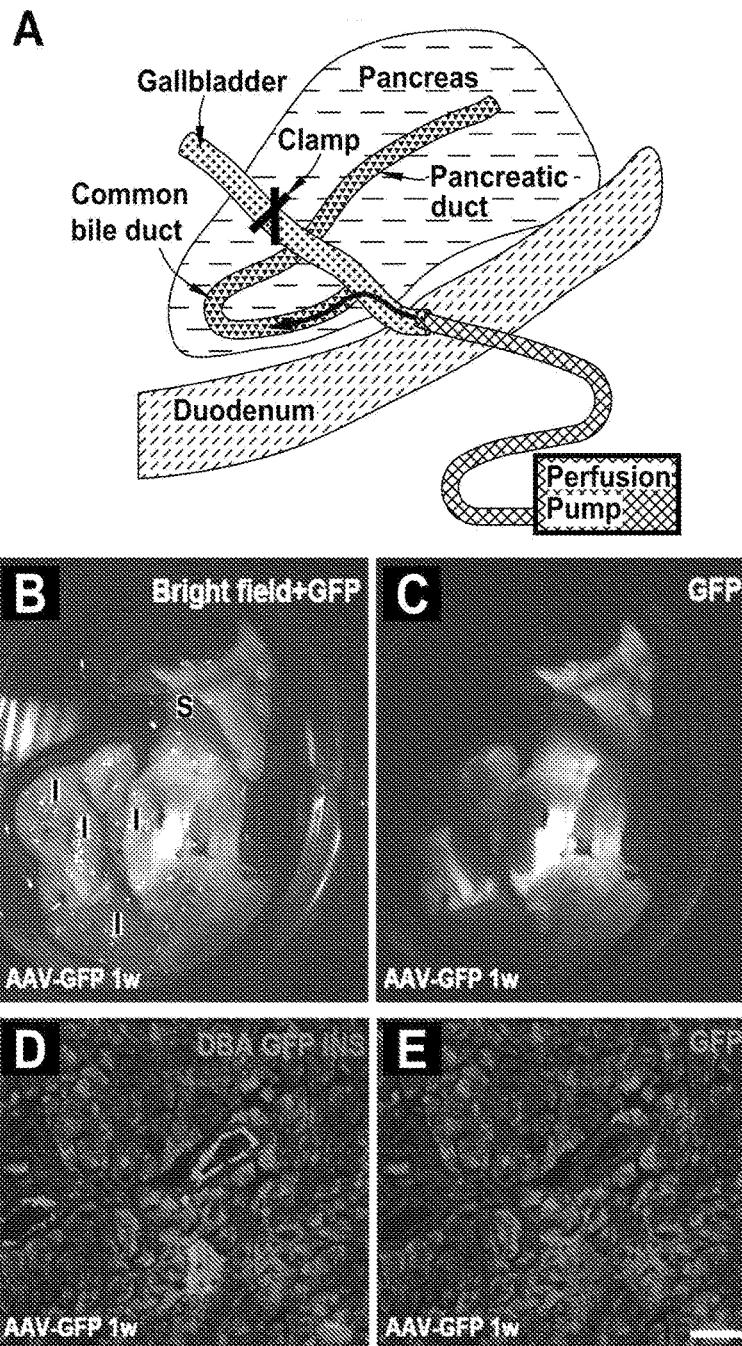 A
Gallbladder
Pancreas
Clamp
Common
bile duct
Pancreatic
duct
Duodenum
Perfusion
Pump
B
Bright field+GFP
S
I
I
I
I
AAV-GFP 1w
C
GFP
AAV-GFP 1w
D
DBA GFP INS
AAV-GFP 1w
E
GFP
AAV-GFP 1w